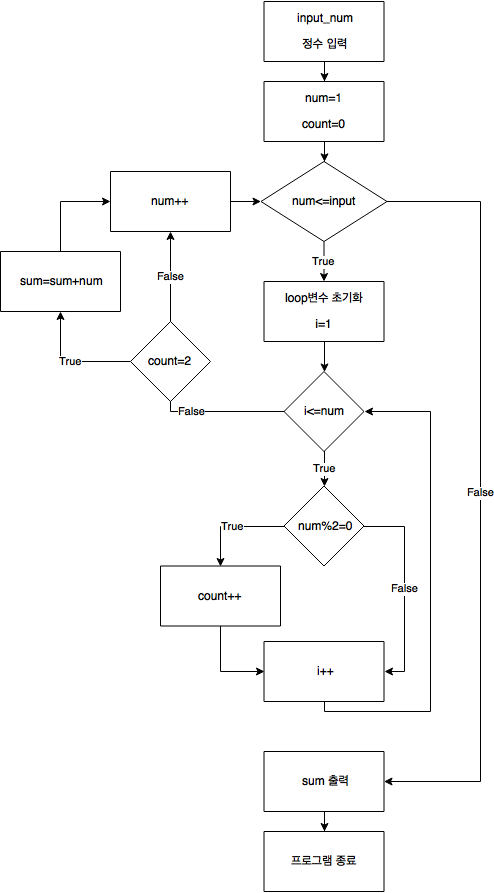 input_num
정수 입력
num=1
count=0
num++
num<=input
False
True
sum=sum+num
loop변수 초기화
i=1
True
count=2
False
i<=num
True
False
True
num%2=0
False
count++
i++
sum 출력
프로그램 종료